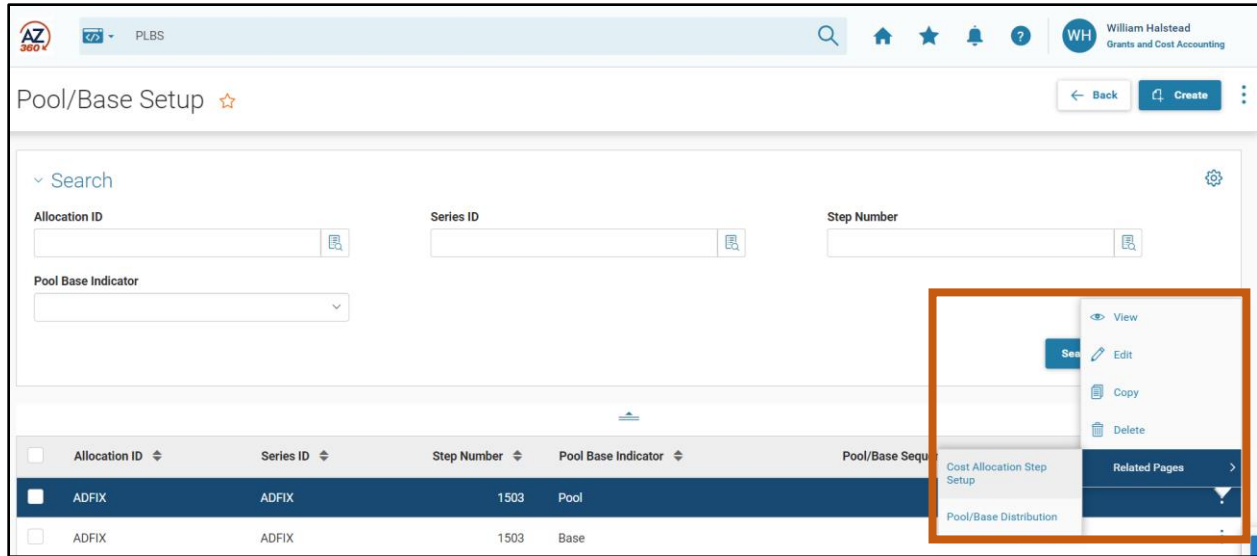 AZ
360
PLBS
WH
William Halstead
Grants and Cost Accounting
Pool/Base Setup
Back
Create
Search
Allocation ID
Series ID
Step Number
Pool Base Indicator
View
Edit
Copy
Delete
Related Pages
Cost Allocation Step
Setup
Pool/Base Distribution
Allocation ID
Series ID
Step Number
Pool Base Indicator
ADFIX
ADFIX
1503
Pool
ADFIX
ADFIX
1503
Base